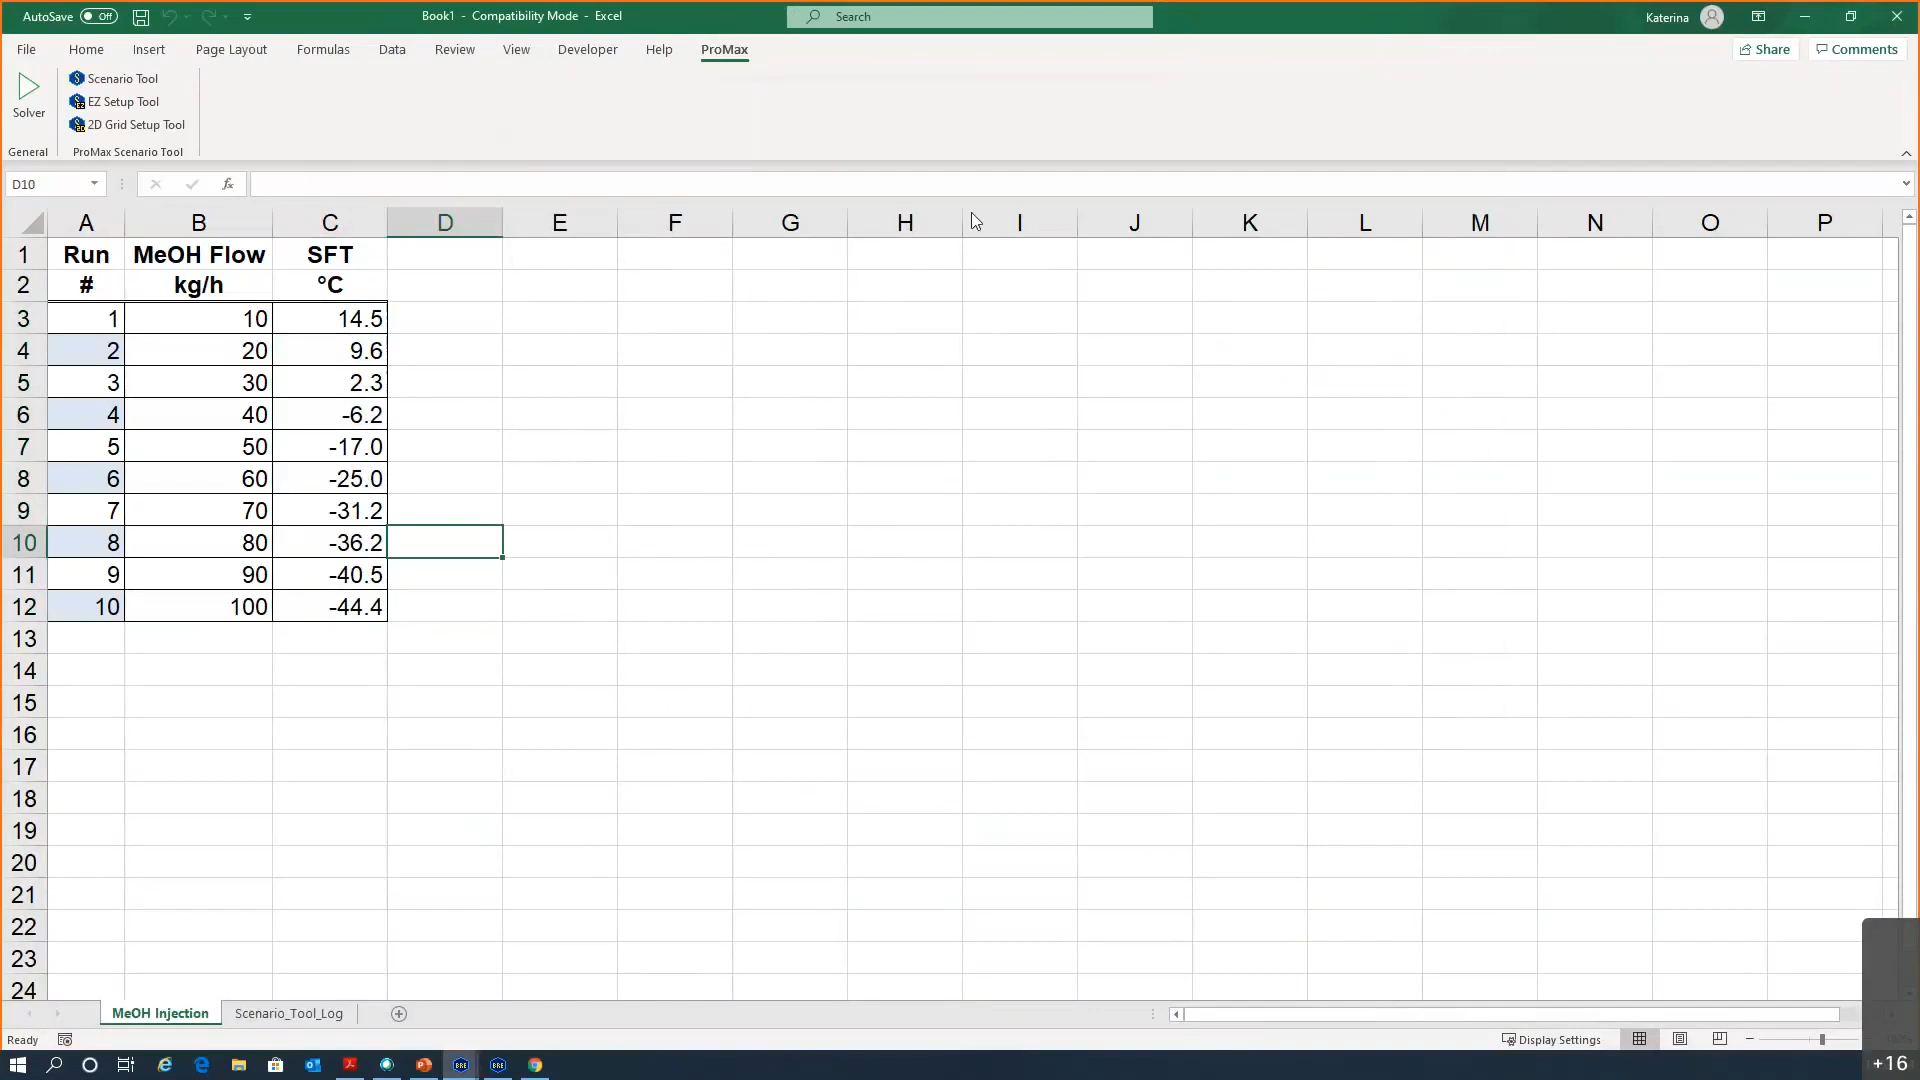 AutoSave Off Book1 - Compatibility Mode - Excel Search Katerina
File Home Insert Page Layout Formulas Data Review View Developer Help ProMax Share Comments
Solver
Scenario Tool
EZ Setup Tool
2D Grid Setup Tool
General ProMax Scenario Tool
D10 fx
A B C D E F G H I J K L M N O P
1 Run MeOH Flow SFT
2 # kg/h °C
3 1 10 14.5
4 2 20 9.6
5 3 30 2.3
6 4 40 -6.2
7 5 50 -17.0
8 6 60 -25.0
9 7 70 -31.2
10 8 80 -36.2
11 9 90 -40.5
12 10 100 -44.4
13
14
15
16
17
18
19
20
21
22
23
24
MeOH Injection Scenario_Tool_Log
Ready Display Settings
BRE BRE +16